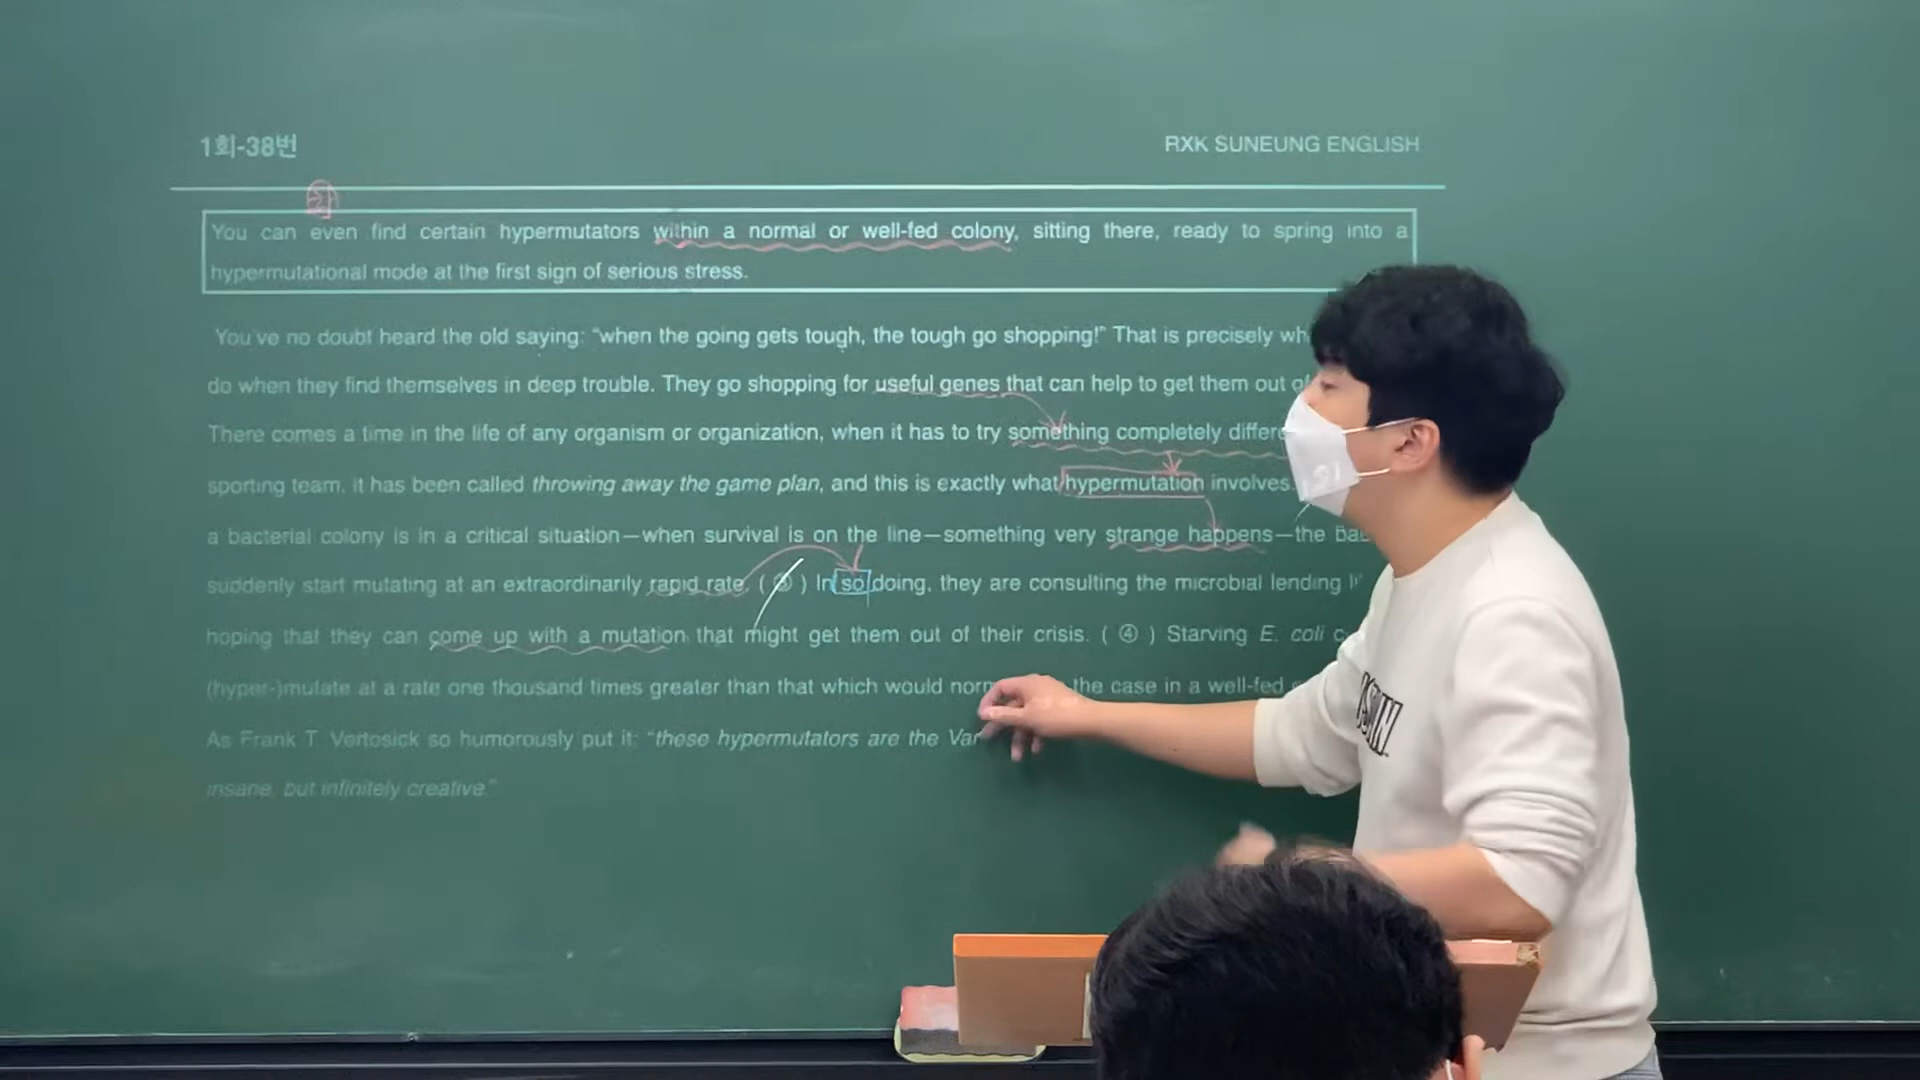 1회-38번
RXK SUNEUNG ENGLISH
You can even find certain hypermutators within a normal or well-fed colony, sitting there, ready to spring into a
hypermutational mode at the first sign of serious stress.
You've no doubt heard the old saying: “when the going gets tough, the tough go shopping!” That is precisely
do when they find themselves in deep trouble. They go shopping for useful genes that can help to get them out
There comes a time in the life of any organism or organization, when it has to try something completely
sporting team, it has been called throwing away the game plan, and this is exactly what hypermutation involves.
a bacterial colony is in a critical situation—when survival is on the line—something very strange happens—the
suddenly start mutating at an extraordinarily rapid rate. ( ③ ) In so doing, they are consulting the microbial lending
hoping that they can come up with a mutation that might get them out of their crisis. ( ④ ) Starving E. coli
(hyper-)mutate at a rate one thousand times greater than that which would the case in a well-fed
As Frank T. Vertosick so humorously put it: “these hypermutators are the Van
insane, but infinitely creative.”